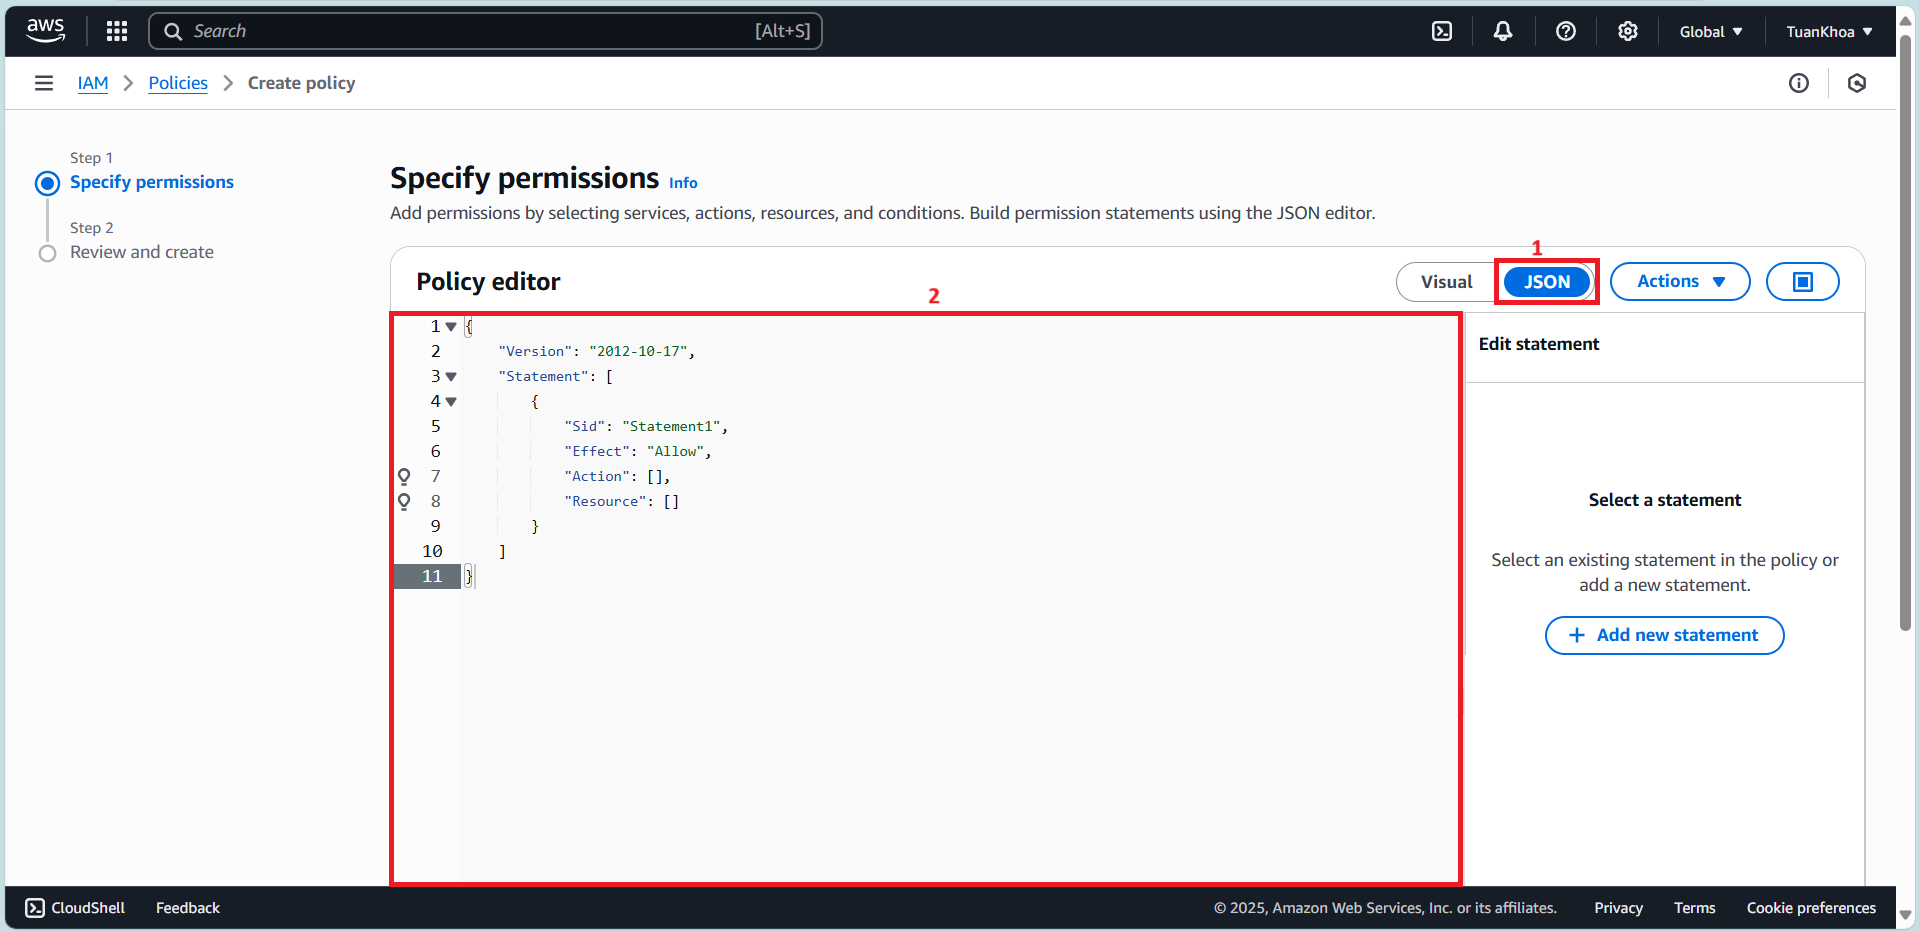 aws
Search
[Alt+S]
Global
TuanKhoa
IAM
Policies
Create policy
Step 1
Specify permissions
Step 2
Review and create
Specify permissions Info
Add permissions by selecting services, actions, resources, and conditions. Build permission statements using the JSON editor.
1
Policy editor
Visual
JSON
Actions
2
1 {
2 "Version": "2012-10-17",
3 "Statement": [
4 {
5 "Sid": "Statement1",
6 "Effect": "Allow",
7 "Action": [],
8 "Resource": []
9 }
10 ]
11 }
Edit statement
Select a statement
Select an existing statement in the policy or
add a new statement.
+ Add new statement
CloudShell
Feedback
© 2025, Amazon Web Services, Inc. or its affiliates.
Privacy
Terms
Cookie preferences